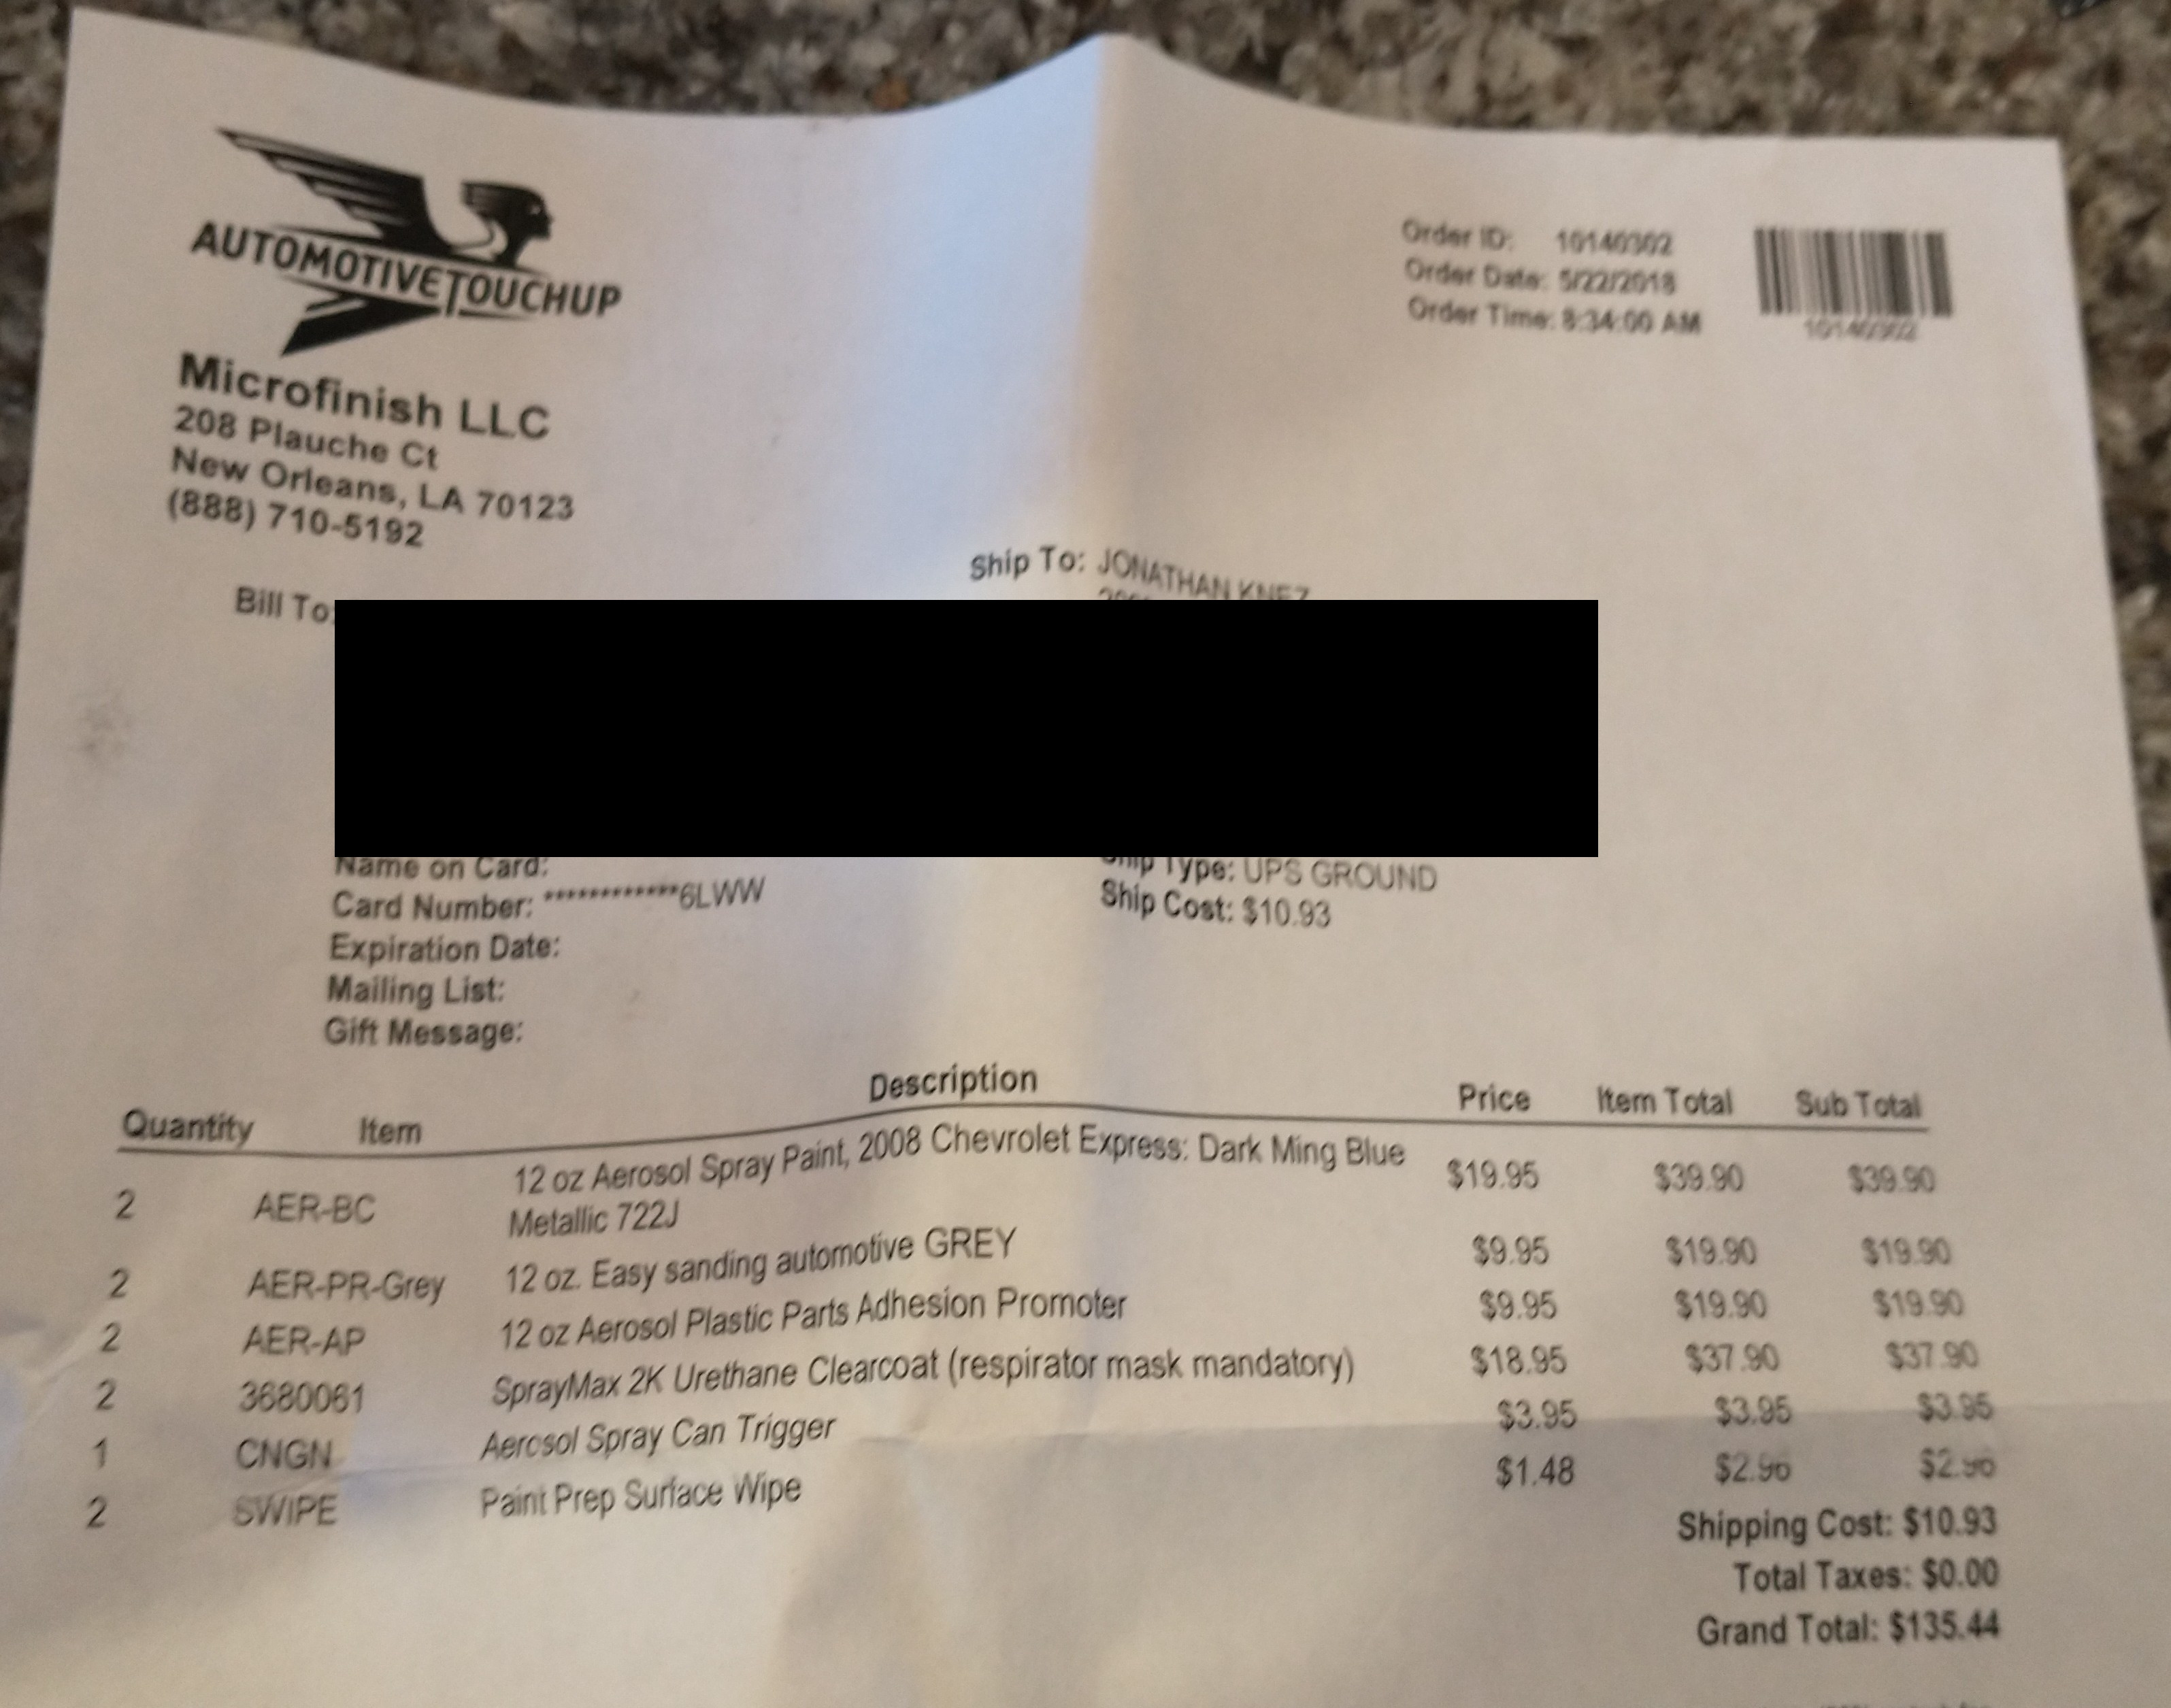 AUTOMOTIVETOUCHUP
Microfinish LLC
208 Plauche Ct
New Orleans, LA 70123
(888) 710-5192
Order ID: 10140302
Order Date: 5/22/2018
Order Time: 8:34:00 AM
10140302
Bill To:
Ship To: JONATHAN KNEZ
Name on Card:
Card Number: ************6LWW
Expiration Date:
Mailing List:
Gift Message:
Ship Type: UPS GROUND
Ship Cost: $10.93
Quantity Item Description Price Item Total Sub Total
2 AER-BC 12 oz Aerosol Spray Paint, 2008 Chevrolet Express: Dark Ming Blue $19.95 $39.90 $39.90
Metallic 722J
2 AER-PR-Grey 12 oz. Easy sanding automotive GREY $9.95 $19.90 $19.90
2 AER-AP 12 oz Aerosol Plastic Parts Adhesion Promoter $9.95 $19.90 $19.90
2 3680061 SprayMax 2K Urethane Clearcoat (respirator mask mandatory) $18.95 $37.90 $37.90
1 CNGN Aerosol Spray Can Trigger $3.95 $3.95 $3.95
2 SWIPE Paint Prep Surface Wipe $1.48 $2.96 $2.96
Shipping Cost: $10.93
Total Taxes: $0.00
Grand Total: $135.44